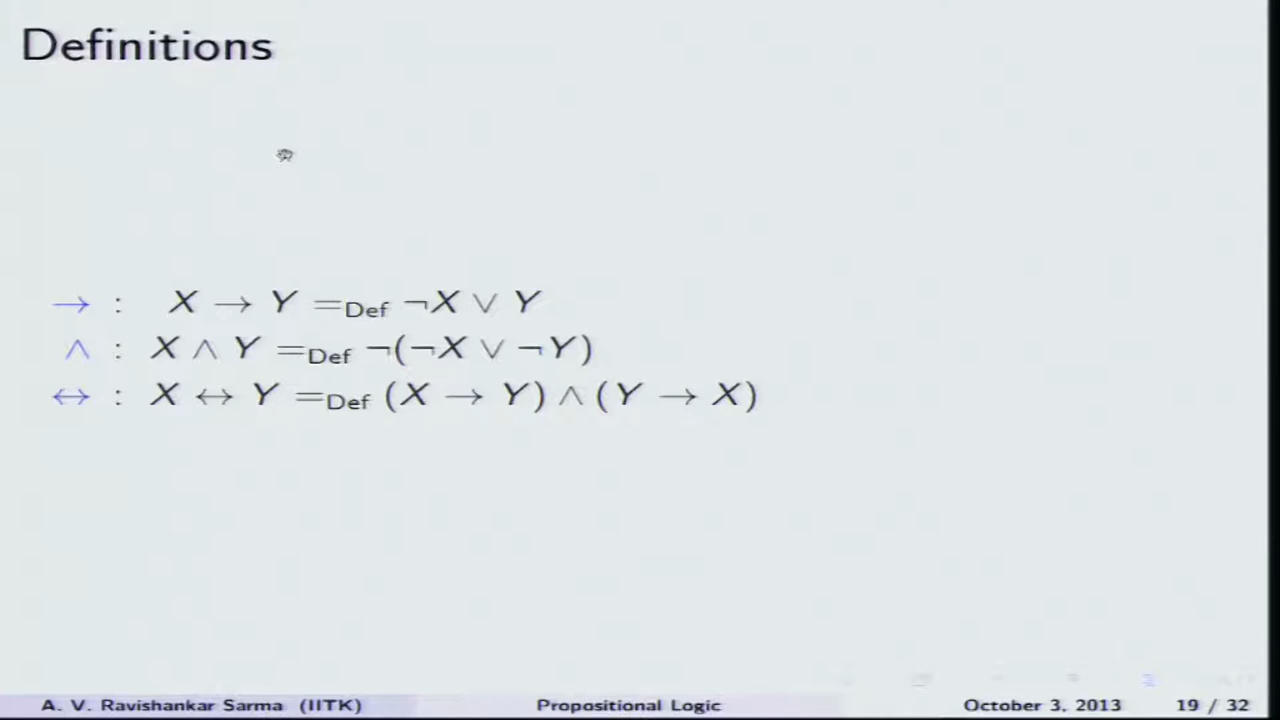 Definitions
→ : X → Y =Def ¬X ∨ Y
∧ : X ∧ Y =Def ¬(¬X ∨ ¬Y)
↔ : X ↔ Y =Def (X → Y) ∧ (Y → X)
A. V. Ravishankar Sarma (IITK) Propositional Logic October 3, 2013 19 / 32